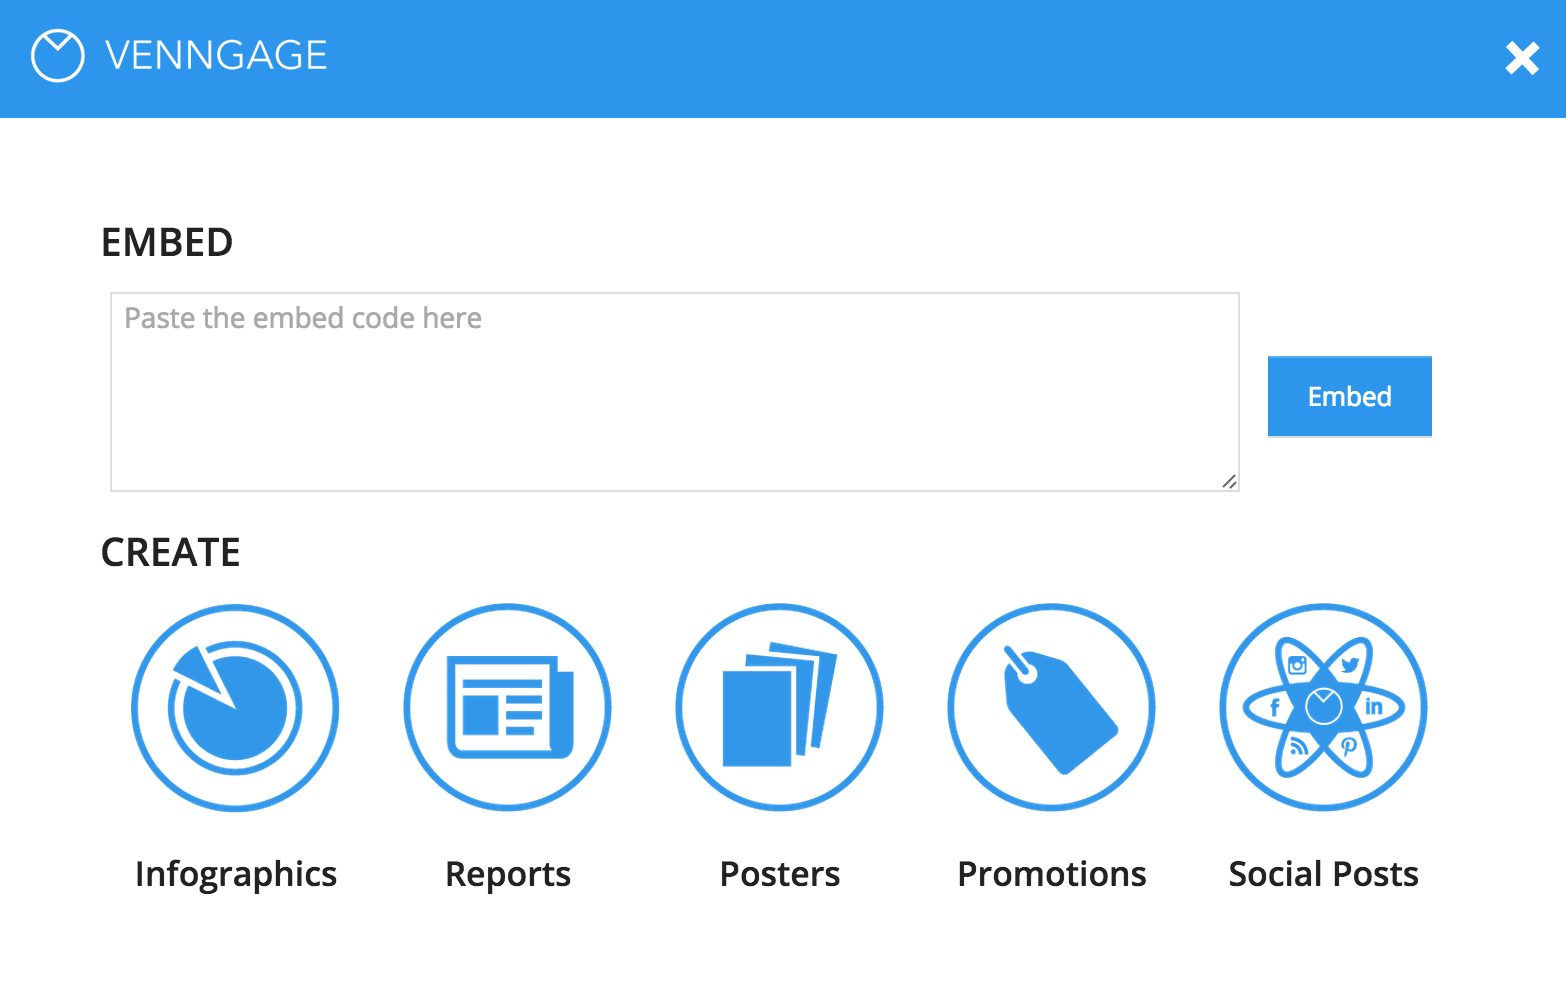 VENNGAGE
EMBED
Paste the embed code here
Embed
CREATE
Infographics
Reports
Posters
Promotions
Social Posts